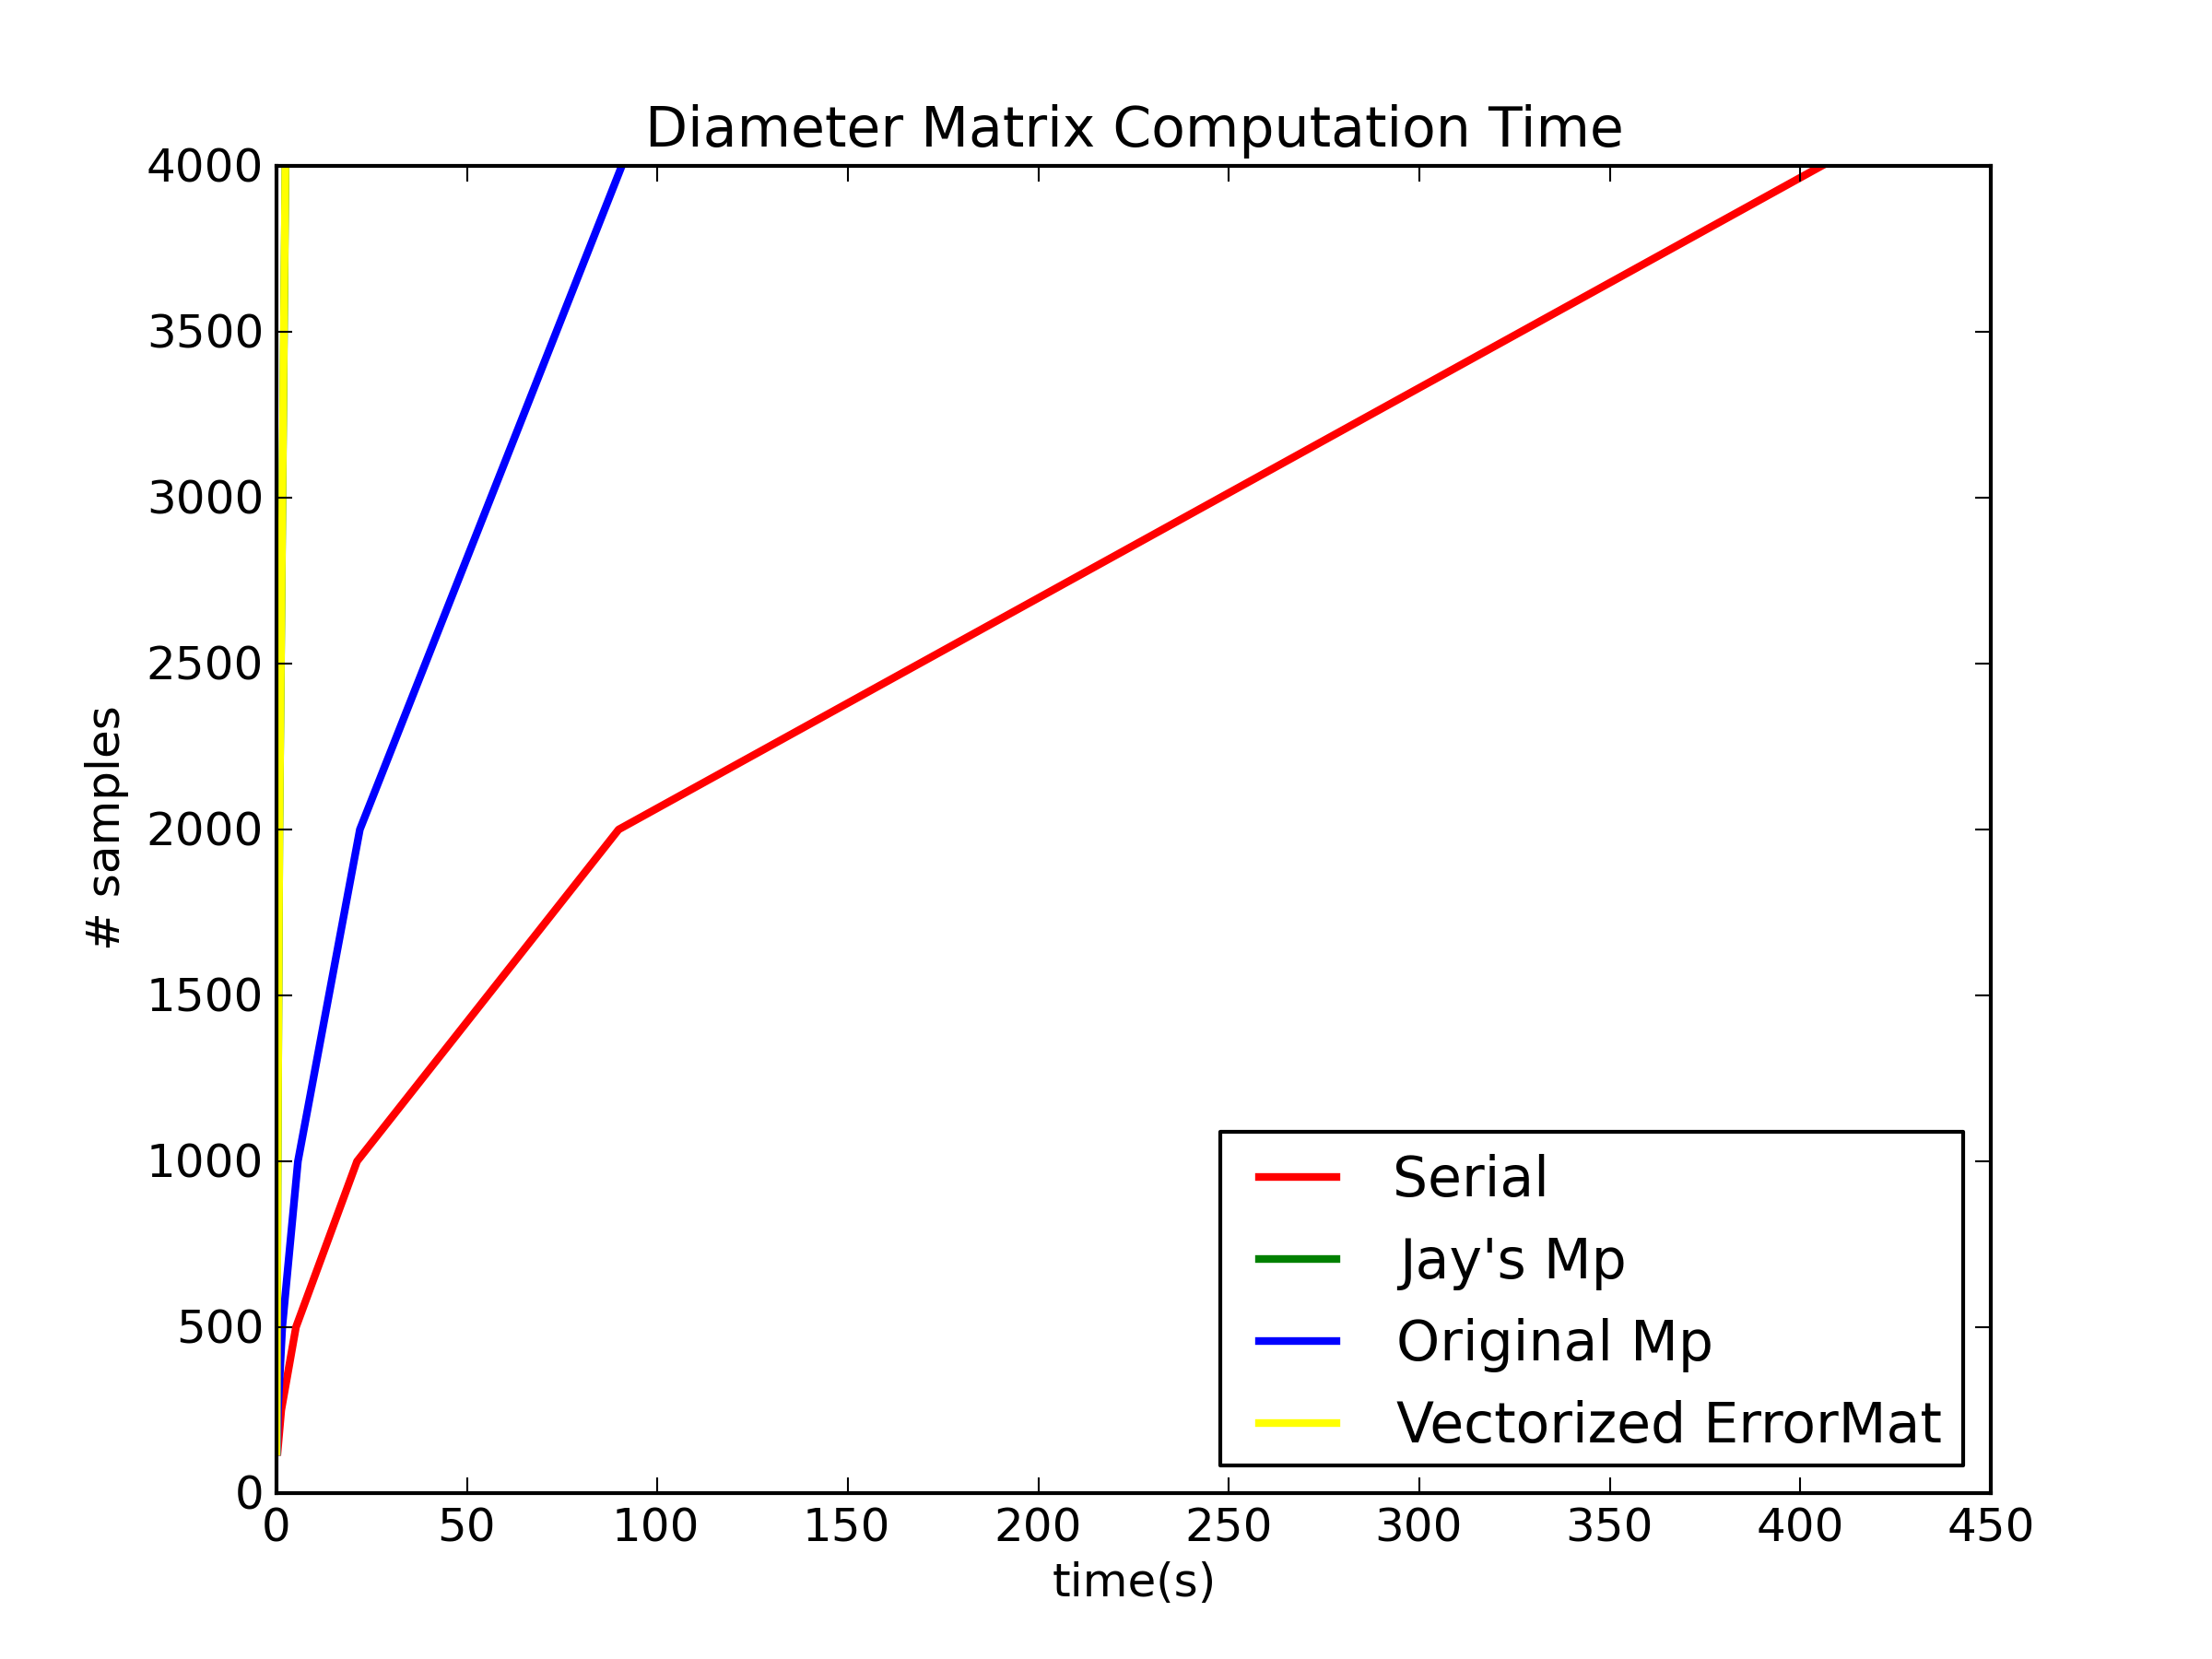 Diameter Matrix Computation Time
4000
3500
3000
2500
2000
1500
1000
500
0
# samples
Serial
Jay's Mp
Original Mp
Vectorized ErrorMat
0 50 100 150 200 250 300 350 400 450
time(s)